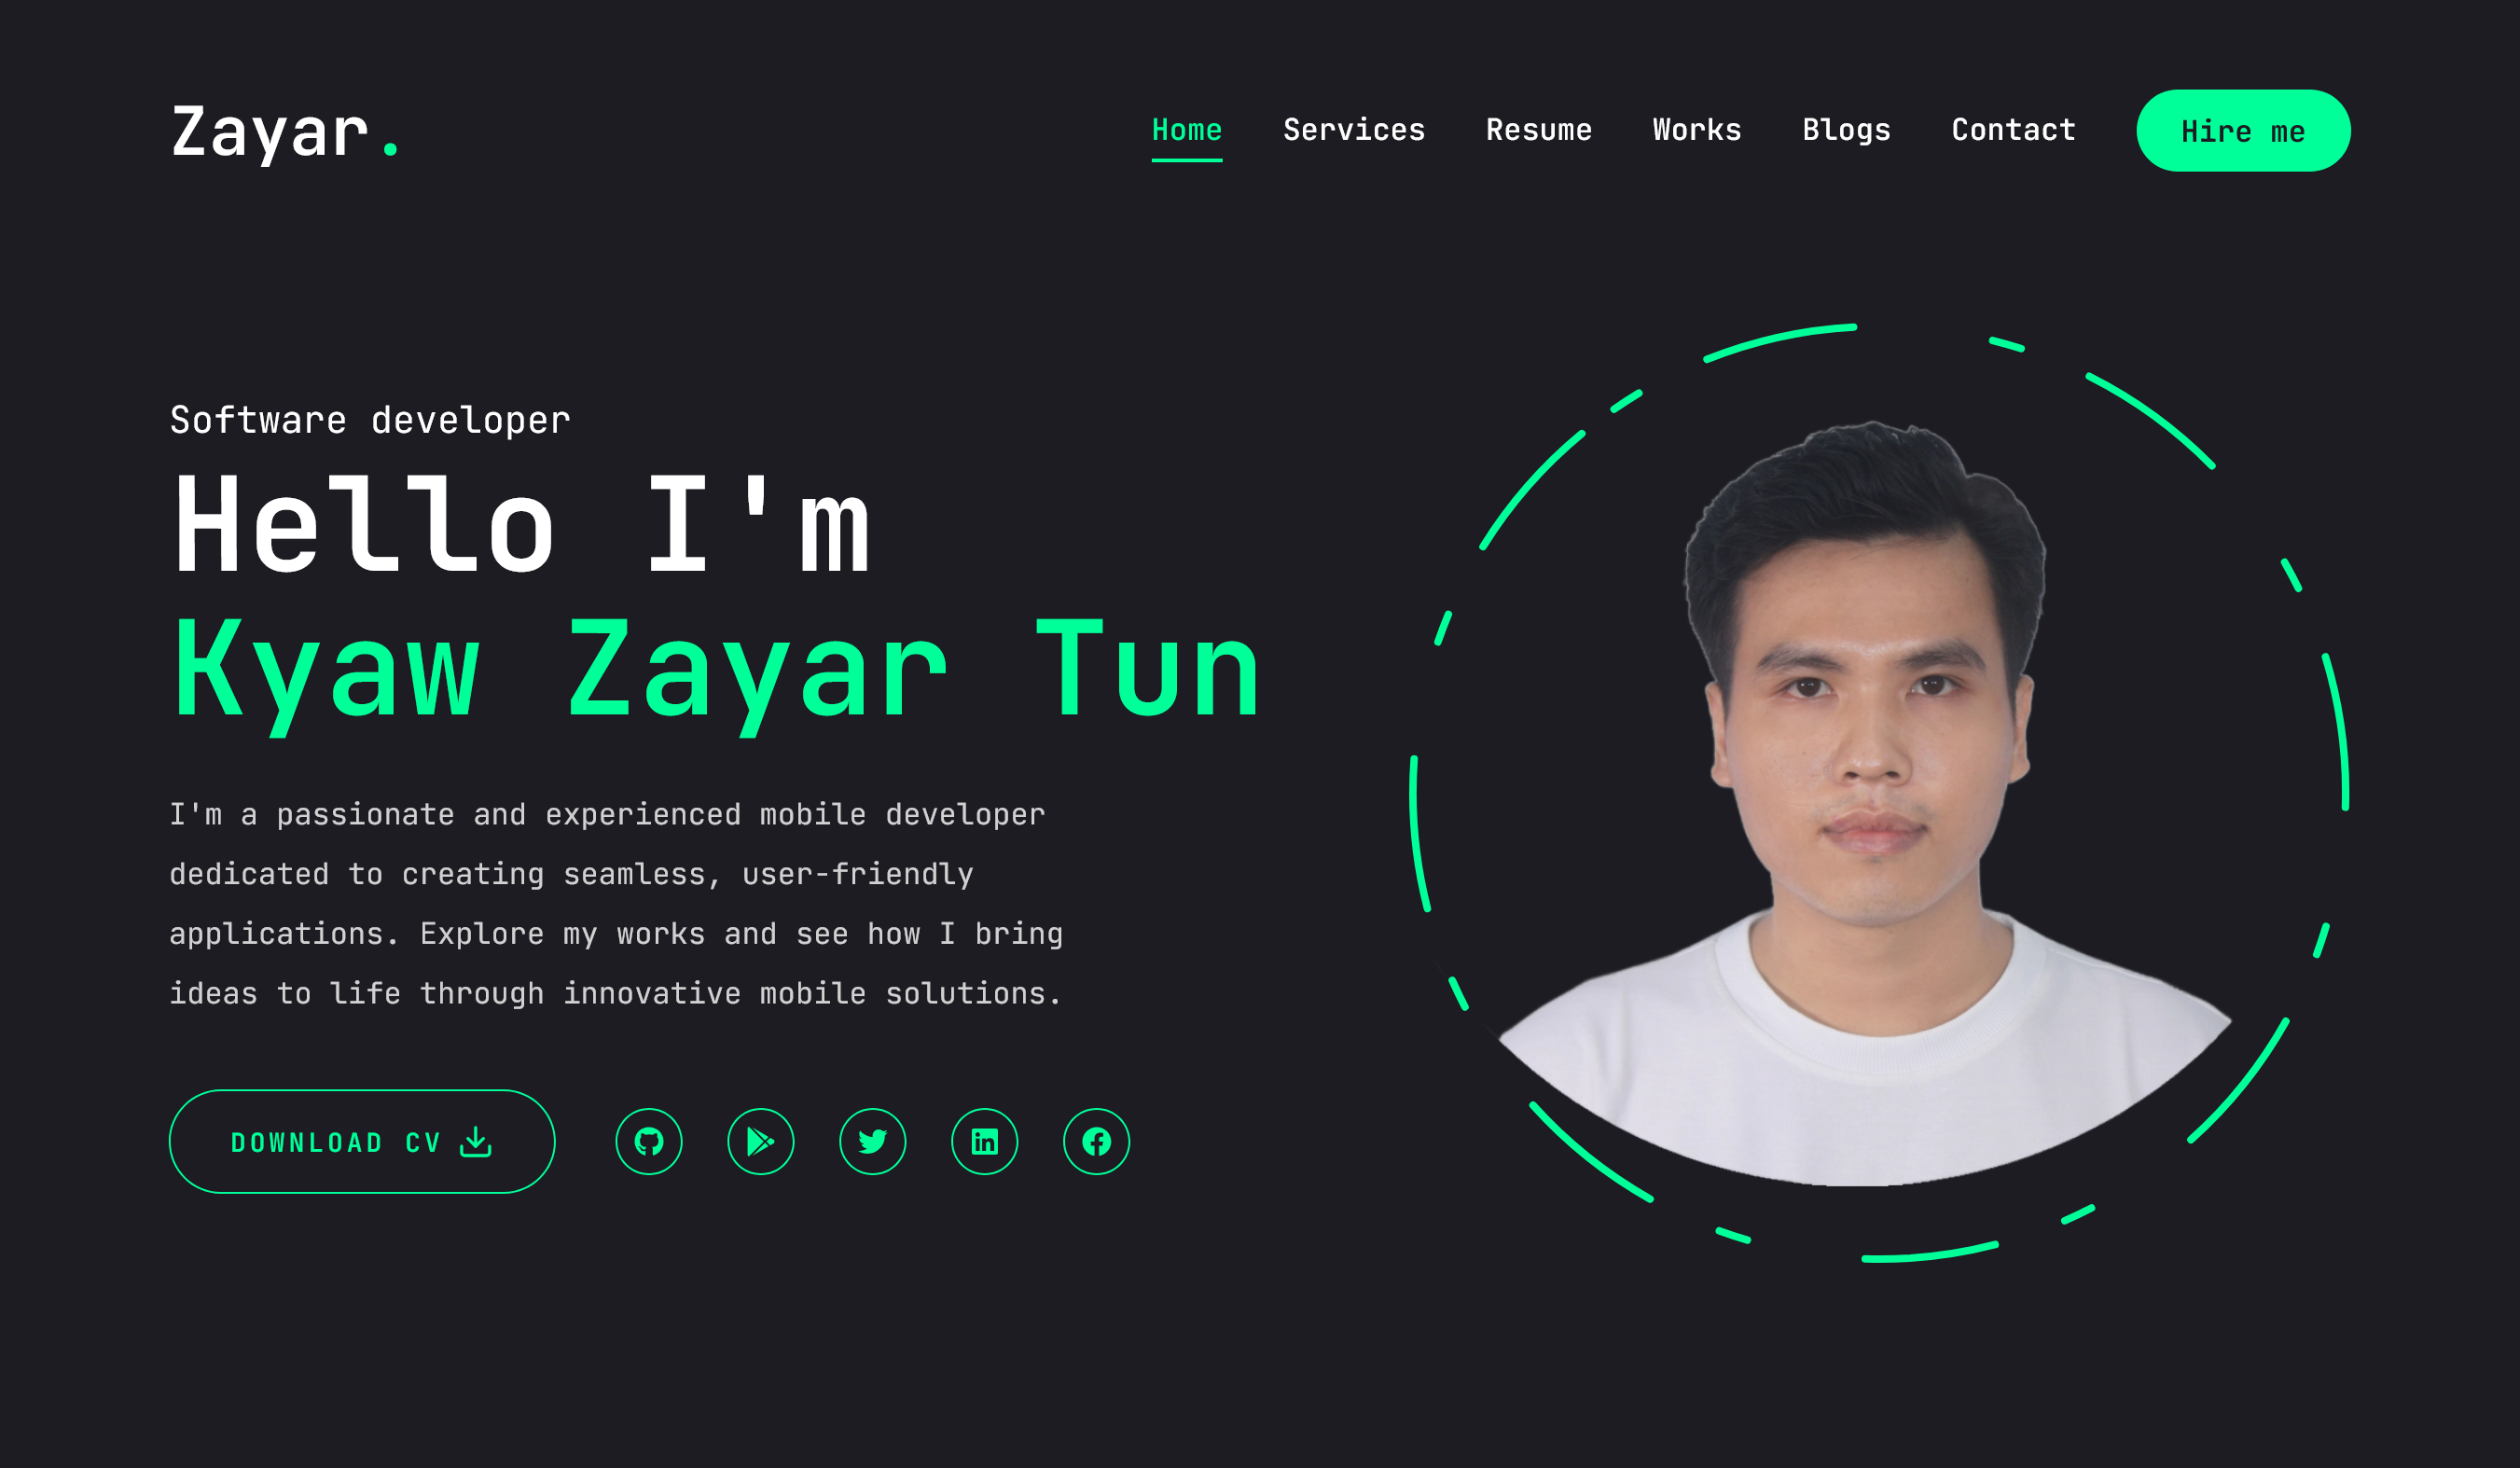 Zayar.
Home Services Resume Works Blogs Contact Hire me
Software developer
Hello I'm
Kyaw Zayar Tun
I'm a passionate and experienced mobile developer
dedicated to creating seamless, user-friendly
applications. Explore my works and see how I bring
ideas to life through innovative mobile solutions.
DOWNLOAD CV